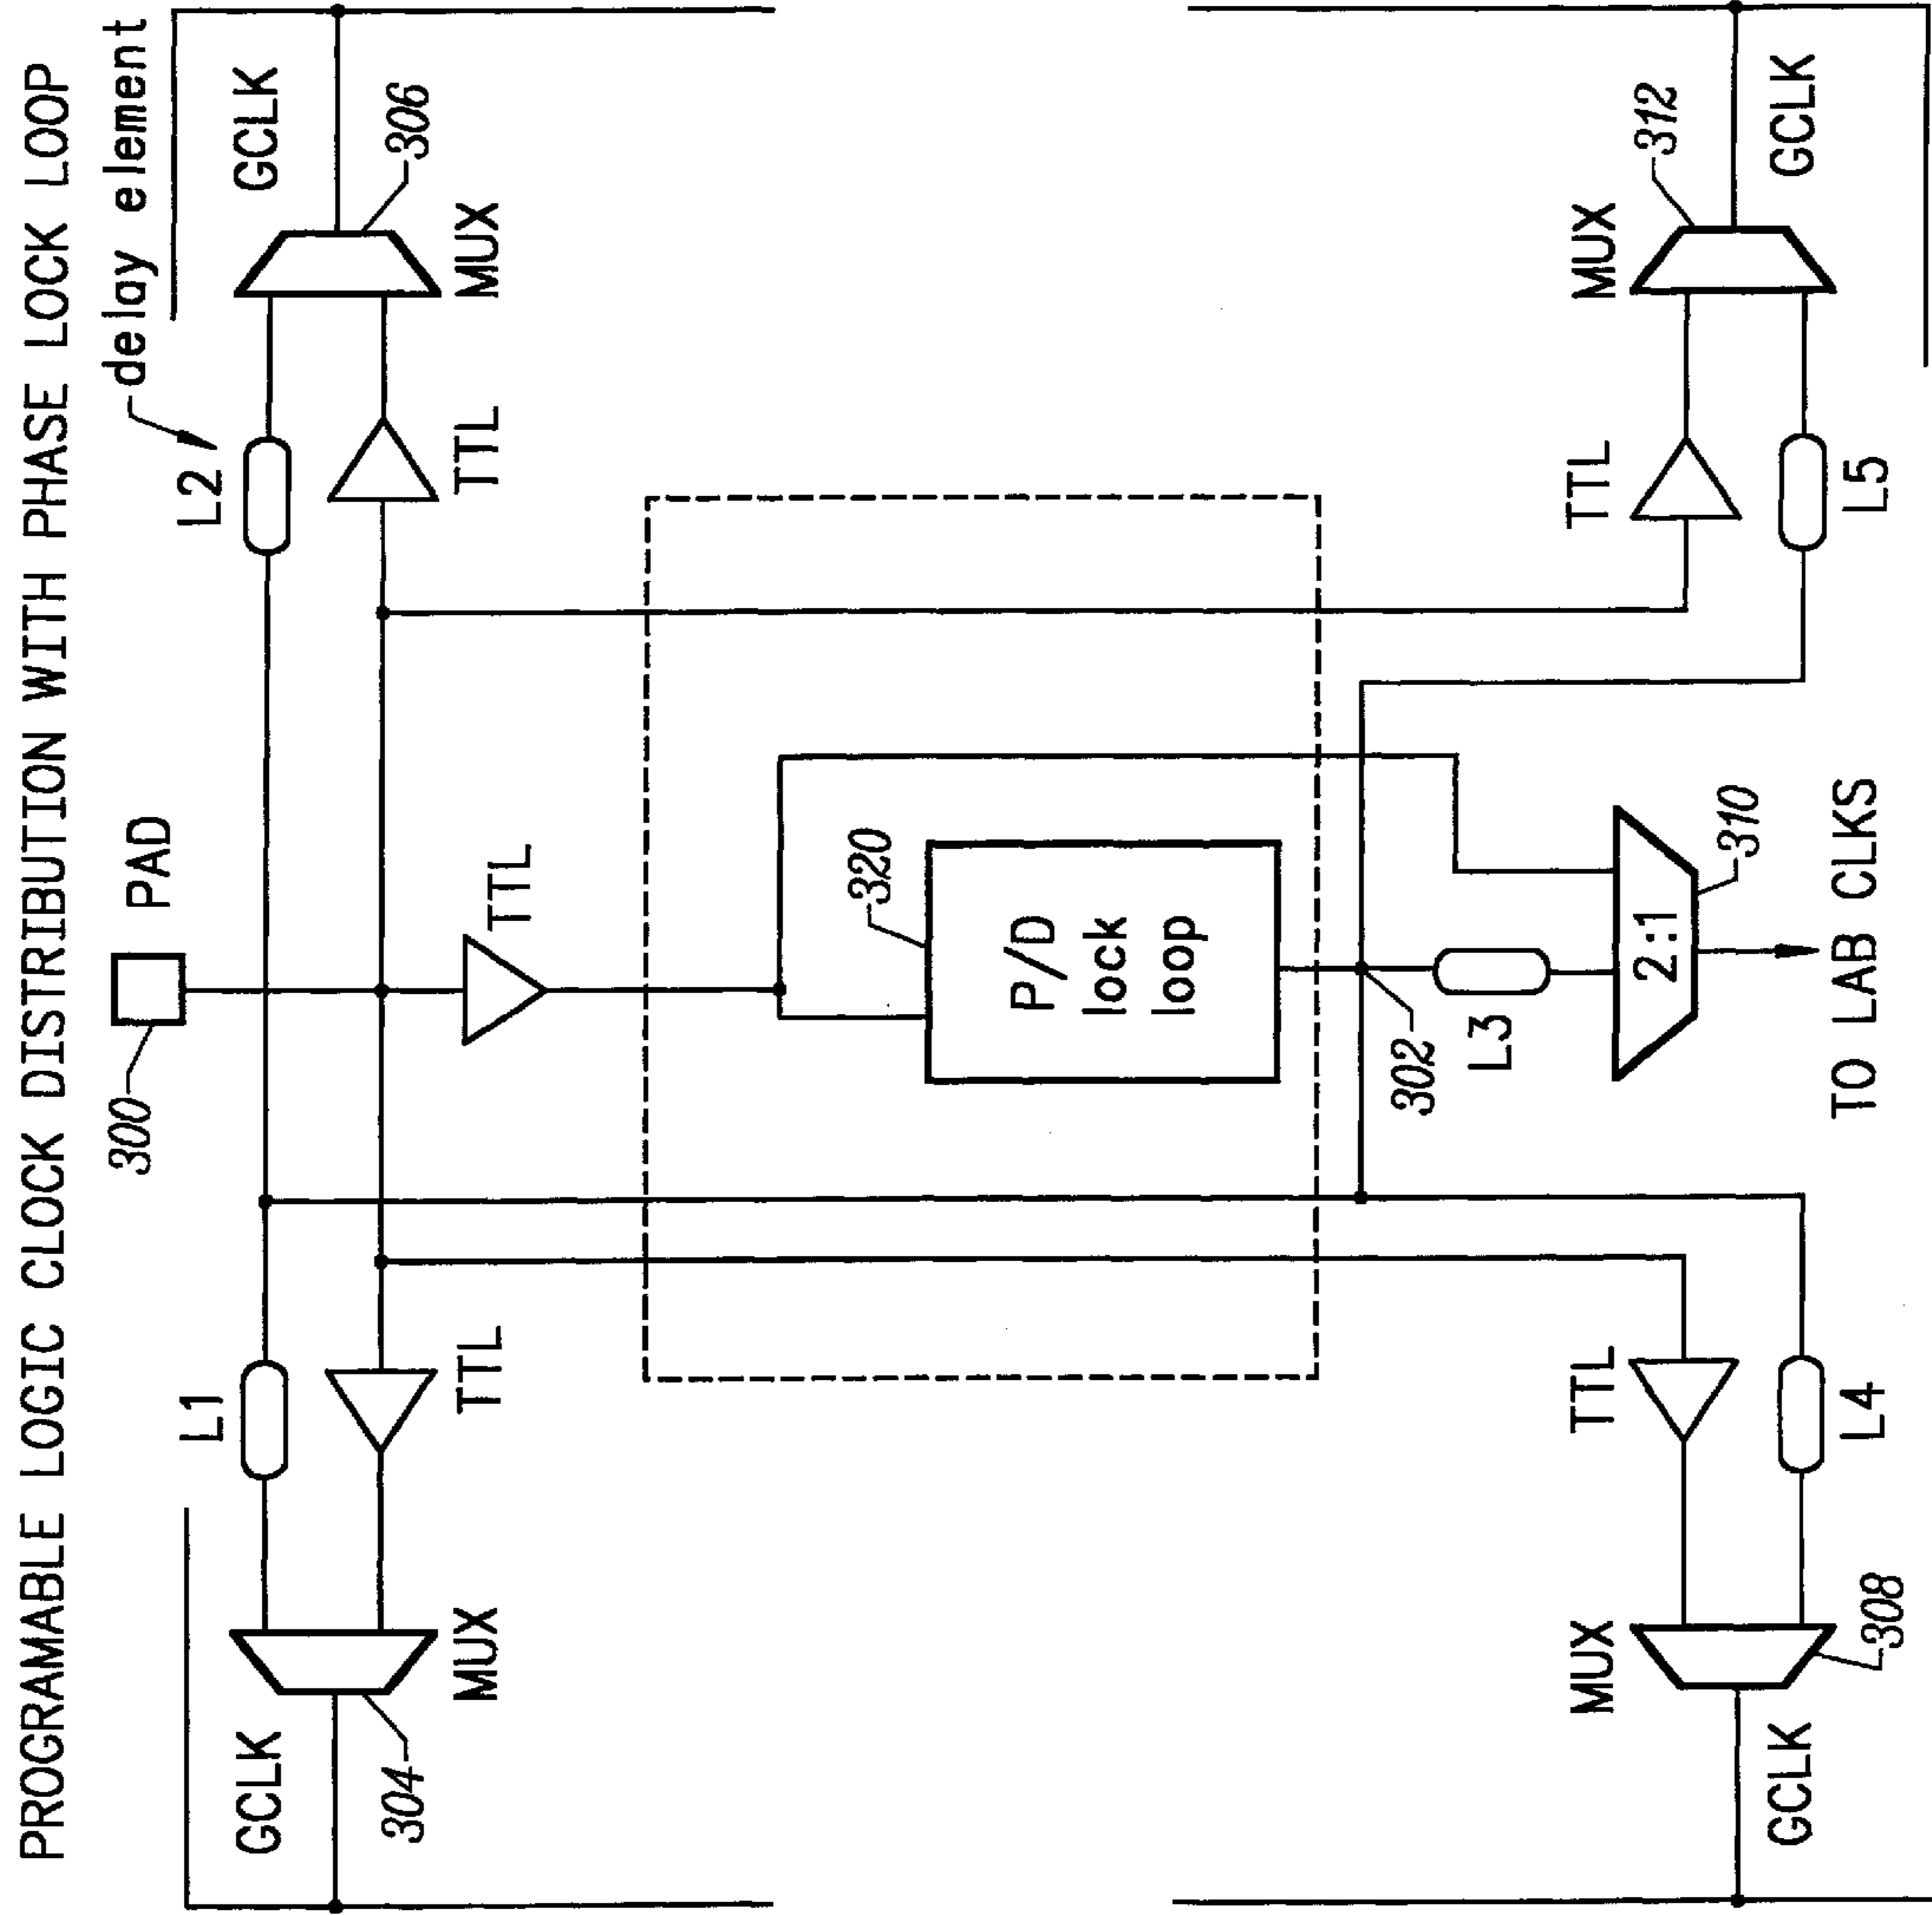 PROGRAMABLE LOGIC CLOCK DISTRIBUTION WITH PHASE LOCK LOOP
300
PAD
delay element
L1
L2
GCLK
GCLK
304
306
MUX
TTL
TTL
TTL
MUX
320
P/D
lock
loop
302
L3
MUX
TTL
TTL
MUX
312
2:1
310
GCLK
308
L4
TO LAB CLKS
L5
GCLK